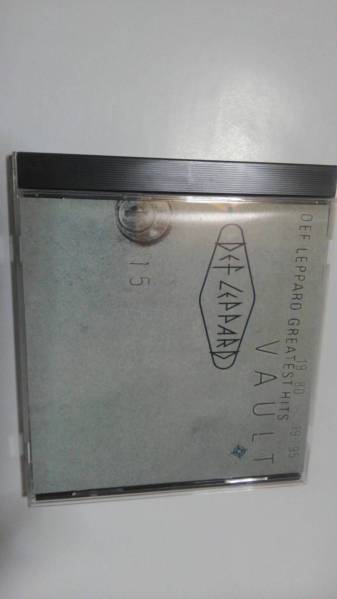 DEF LEPPARD GREATEST HITS
19 80 19 95
VAULT
DEF LEPPARD
15